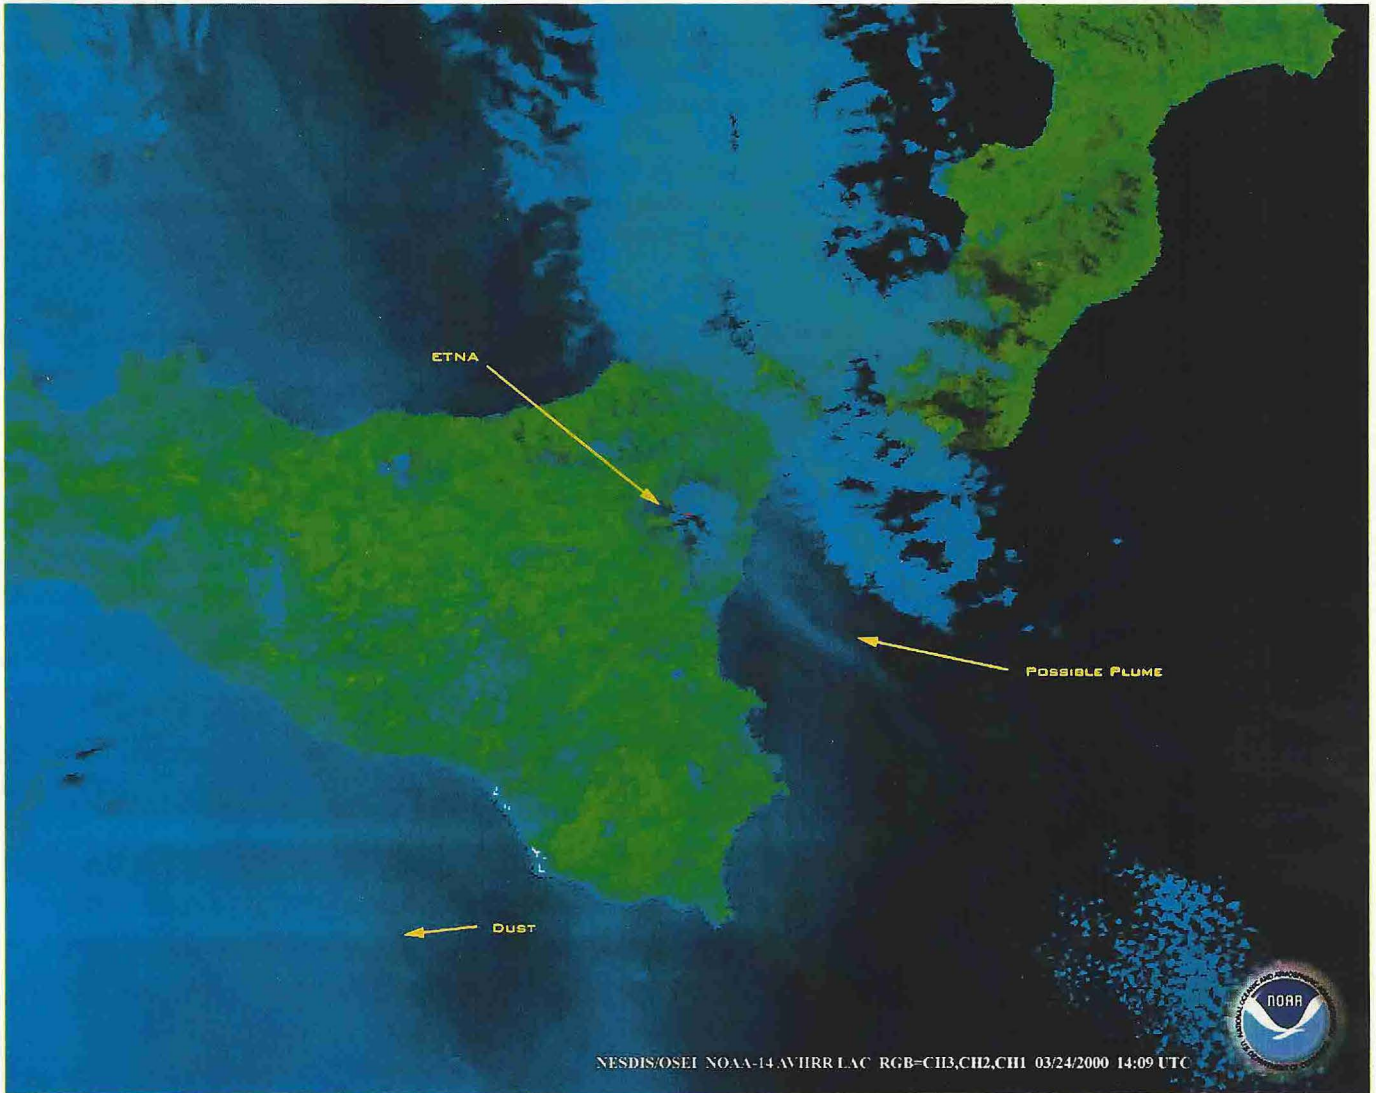 ETNA
POSSIBLE PLUME
DUST
NOAA
NESDIS/OSEI NOAA-14 AVHRR LAC RGB=CH3,CH2,CH1 03/24/2000 14:09 UTC